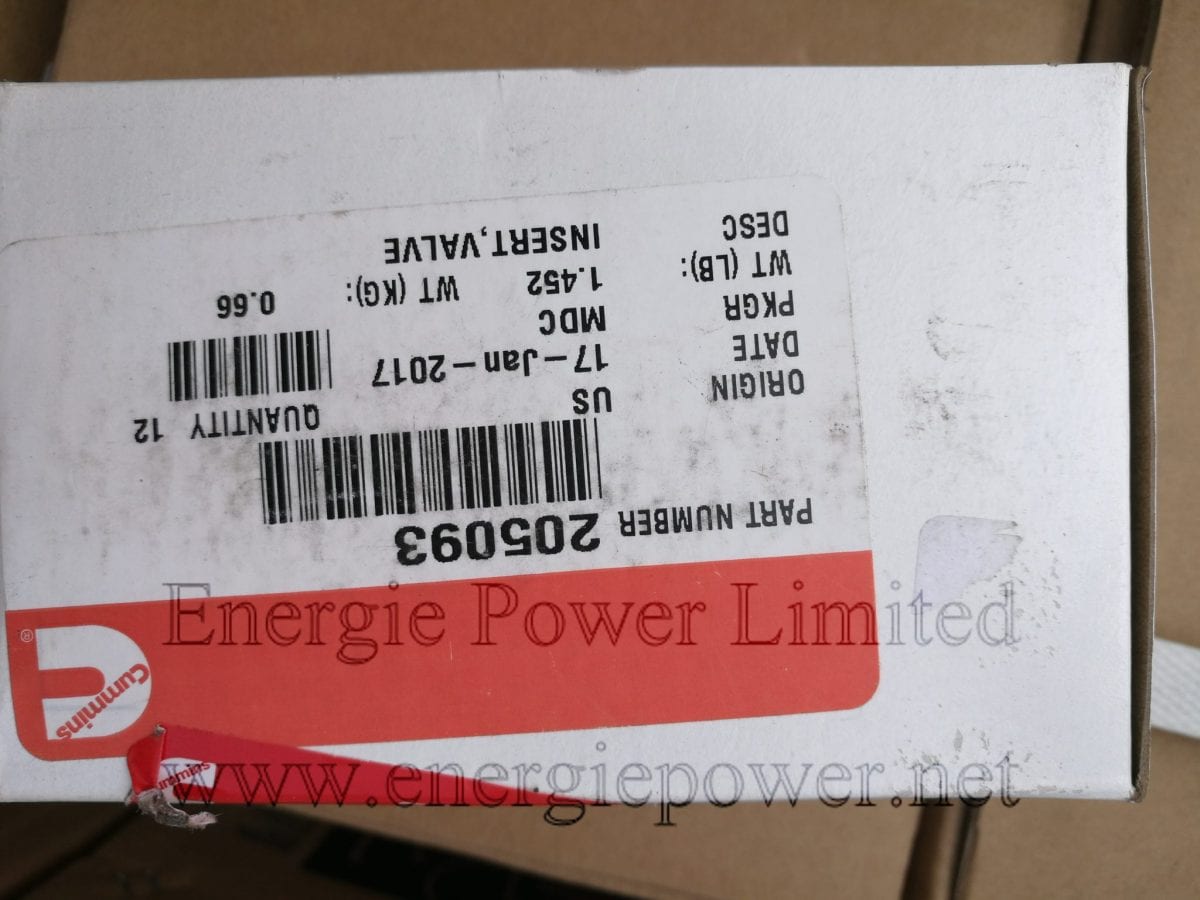 Cummins
®
PART NUMBER 205093
ORIGIN US QUANTITY 12
DATE 17-Jan-2017
PKGR MDC
WT (LB): 1.452 WT (KG): 0.66
DESC INSERT,VALVE
Energie Power Limited
www.energiepower.net